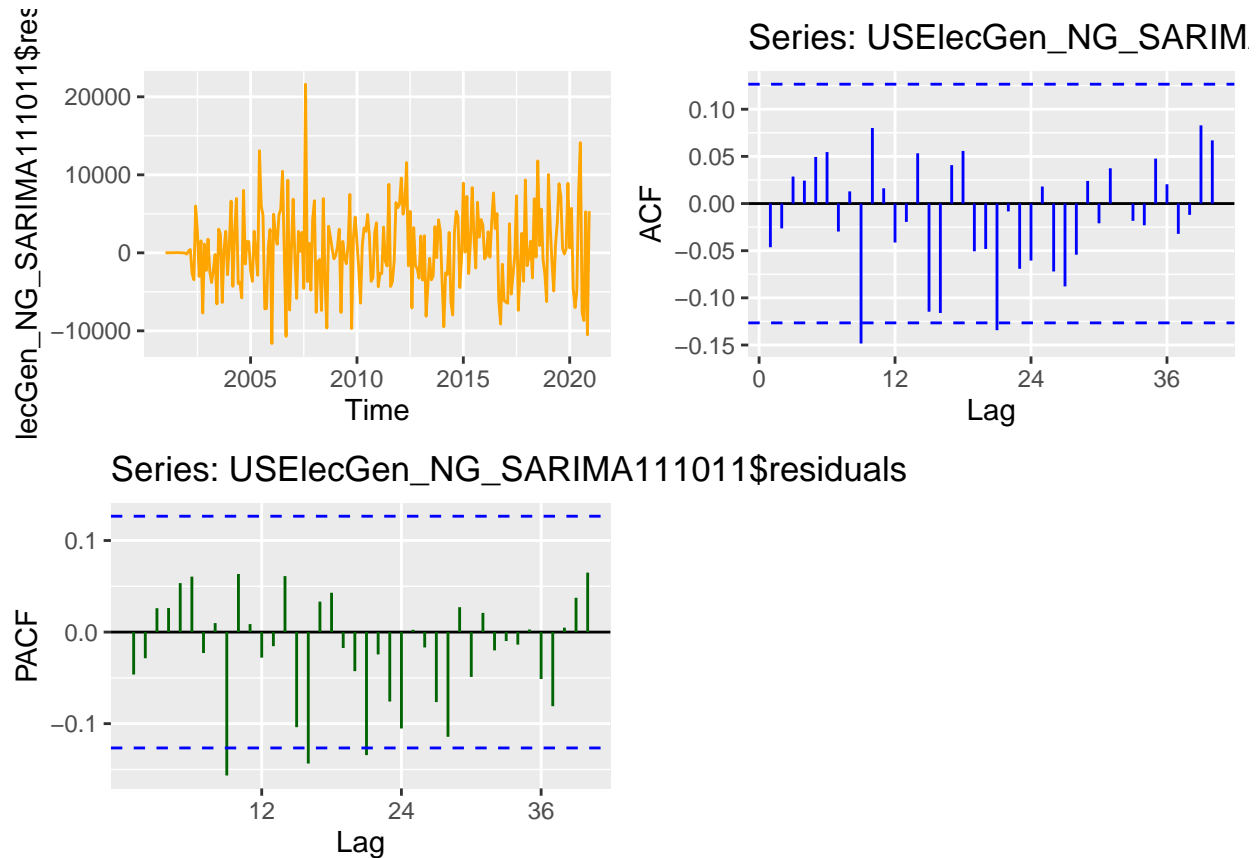 lecGen_NG_SARIMA111011$res
20000
10000
0
−10000
2005 2010 2015 2020
Time
Series: USElecGen_NG_SARIMA
0.10
0.05
0.00
−0.05
−0.10
−0.15
ACF
0 12 24 36
Lag
Series: USElecGen_NG_SARIMA111011$residuals
0.1
0.0
−0.1
PACF
12 24 36
Lag